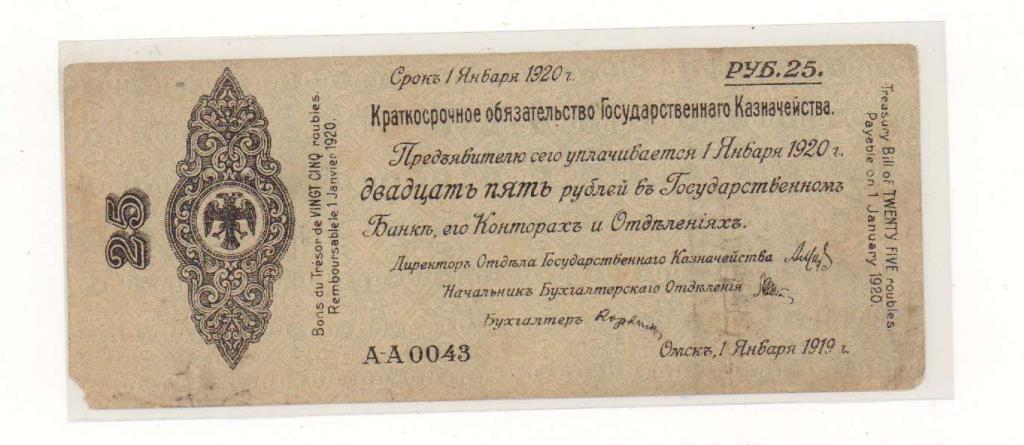 25
Bons du Trésor de VINGT CINQ roubles.
Remboursable le 1 Janvier 1920.
Срокъ 1 Января 1920 г.
РУБ. 25.
Краткосрочное обязательство Государственнаго Казначейства.
Предъявителю сего уплачивается 1 Января 1920 г.
двадцать пять рублей въ Государственномъ
Банкѣ, его Конторахъ и Отдѣленіяхъ.
Директоръ Отдѣла Государственнаго Казначейства
Начальникъ Бухгалтерскаго Отдѣленія
Бухгалтеръ
А-А 0043
Омскъ, 1 Января 1919 г.
Treasury Bill of TWENTY FIVE roubles.
Payable on 1 January 1920.